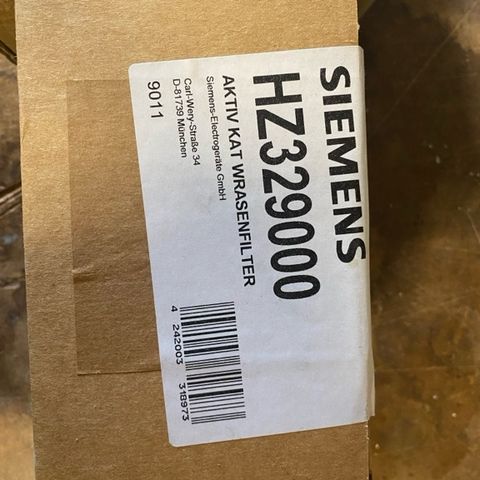 SIEMENS
HZ329000
AKTIV KAT WRASENFILTER
Siemens-Electrogeräte GmbH
Carl-Wery-Straße 34
D-81739 München
9011
4 242003 318973